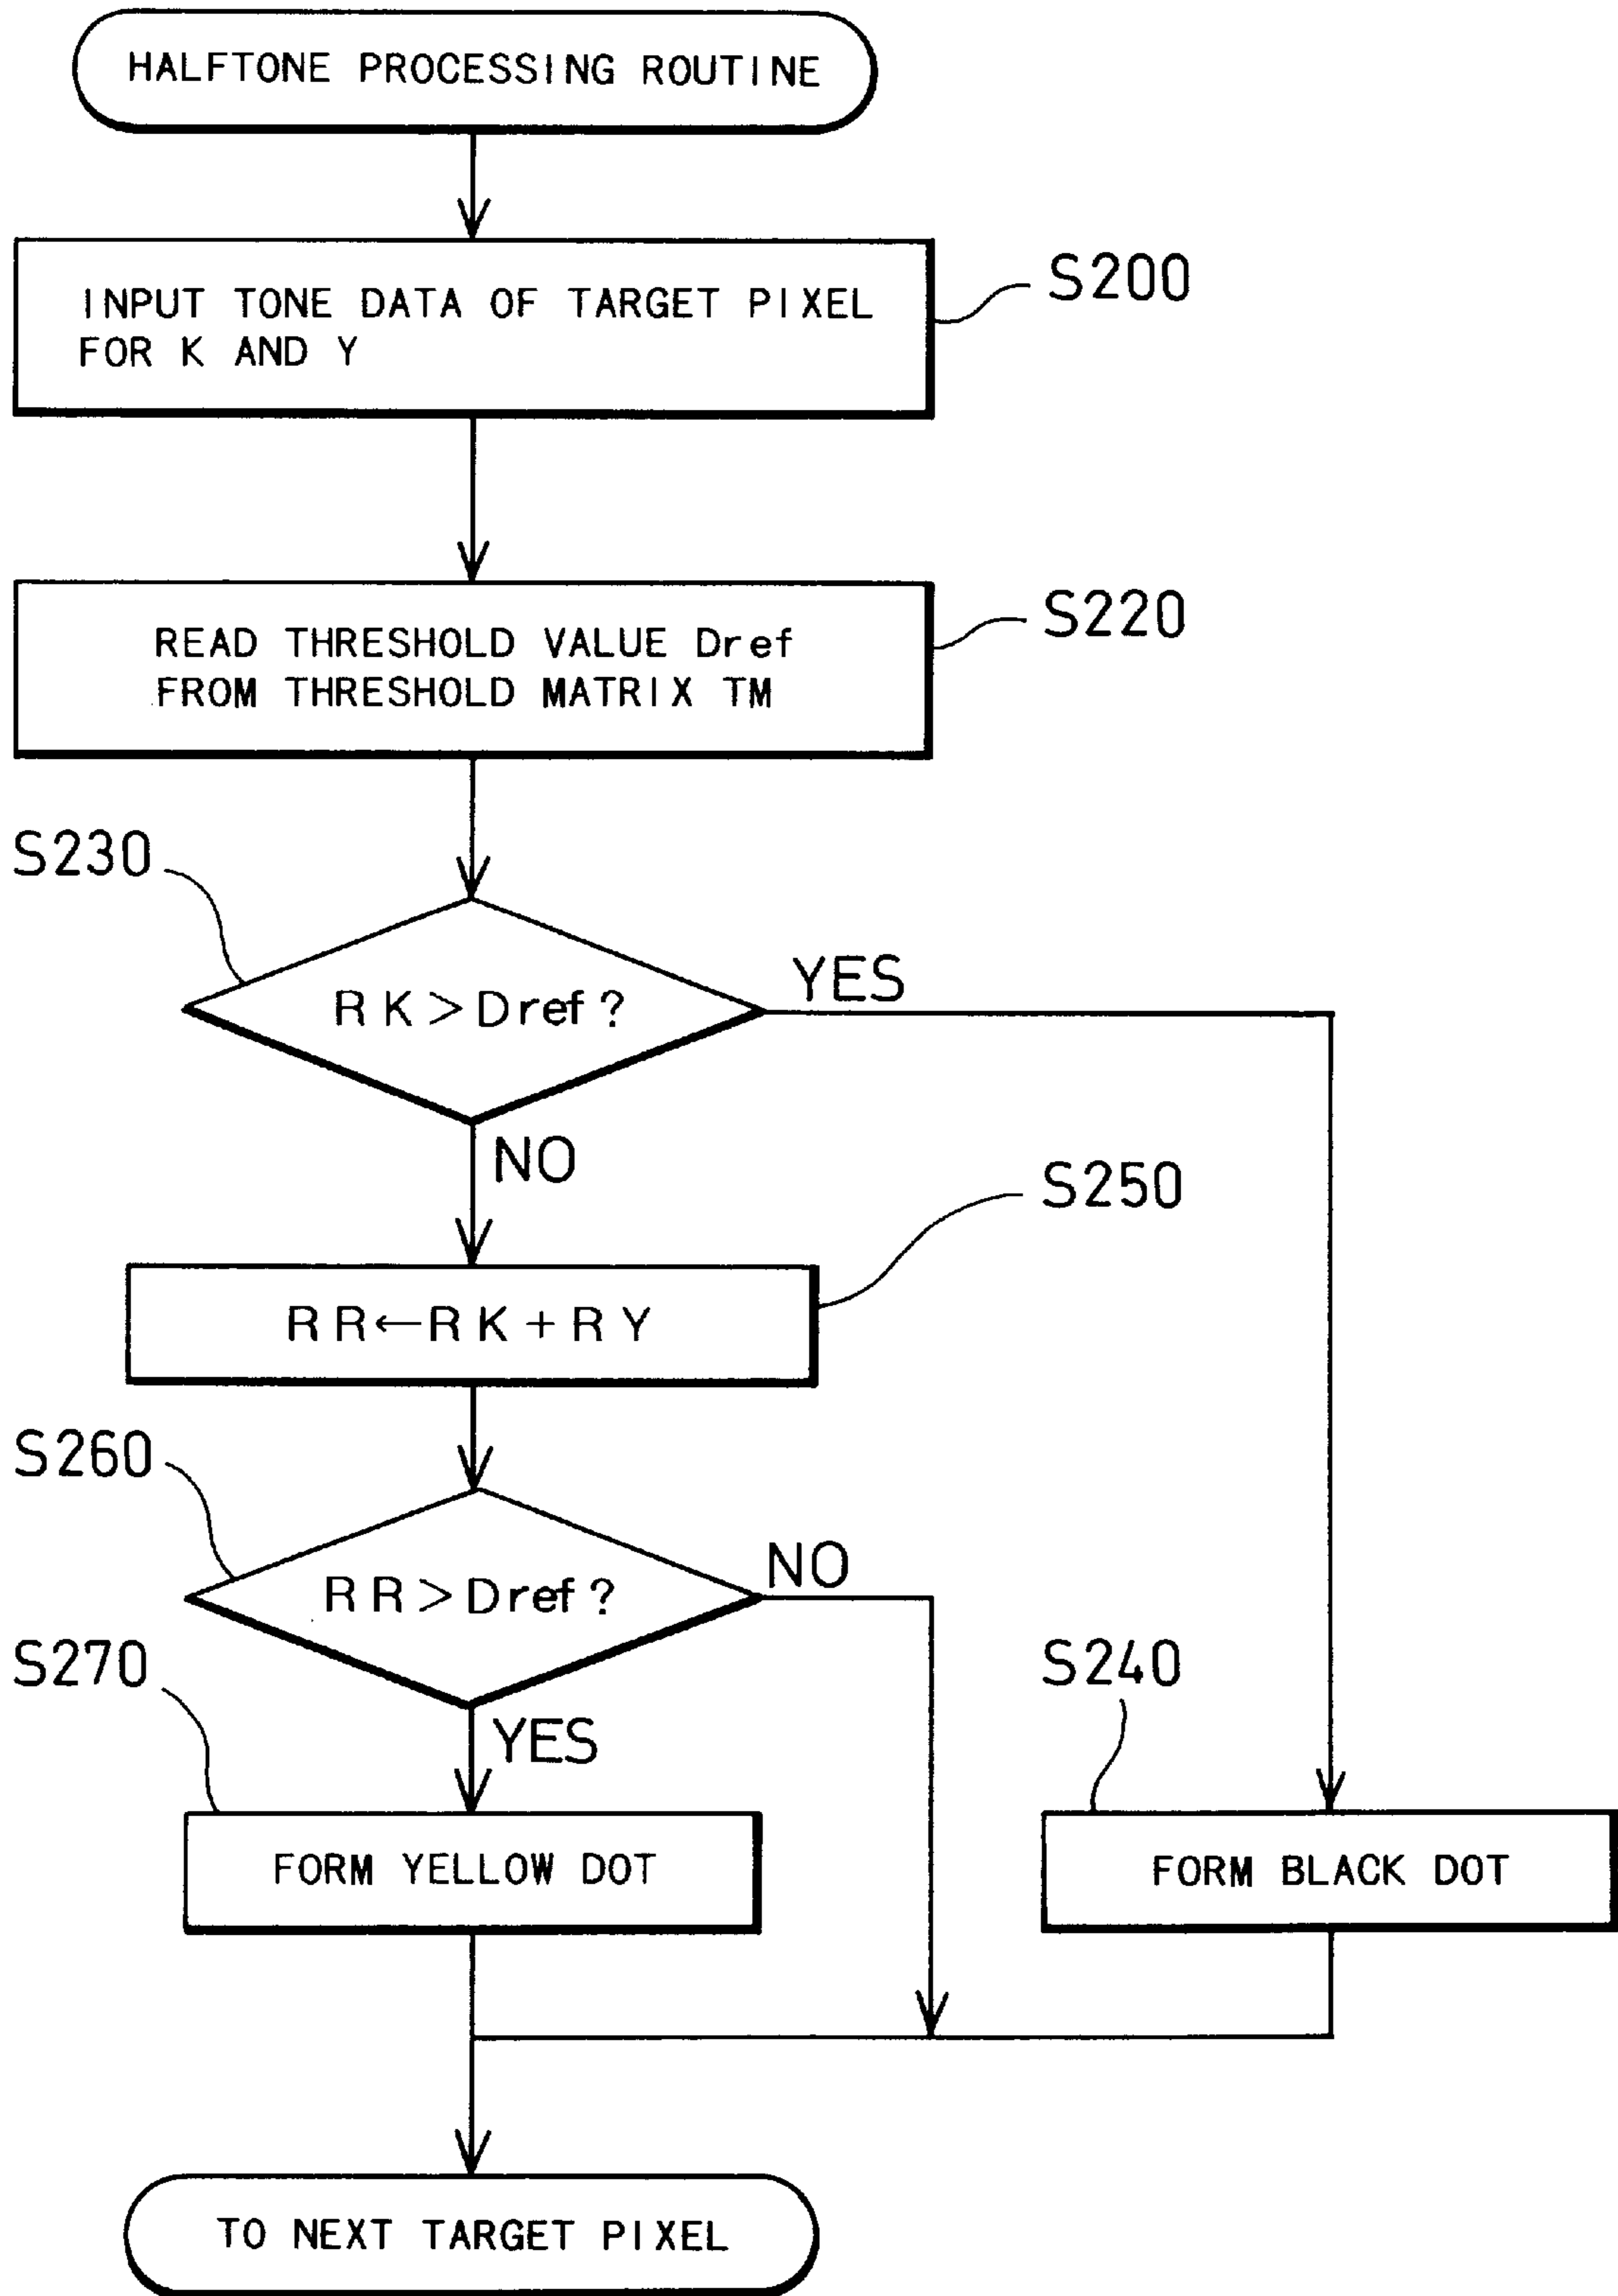 HALFTONE PROCESSING ROUTINE
INPUT TONE DATA OF TARGET PIXEL
FOR K AND Y
S200
READ THRESHOLD VALUE Dref
FROM THRESHOLD MATRIX TM
S220
S230
RK>Dref?
YES
NO
S250
RR←RK+RY
S260
RR>Dref?
NO
S270
YES
S240
FORM YELLOW DOT
FORM BLACK DOT
TO NEXT TARGET PIXEL